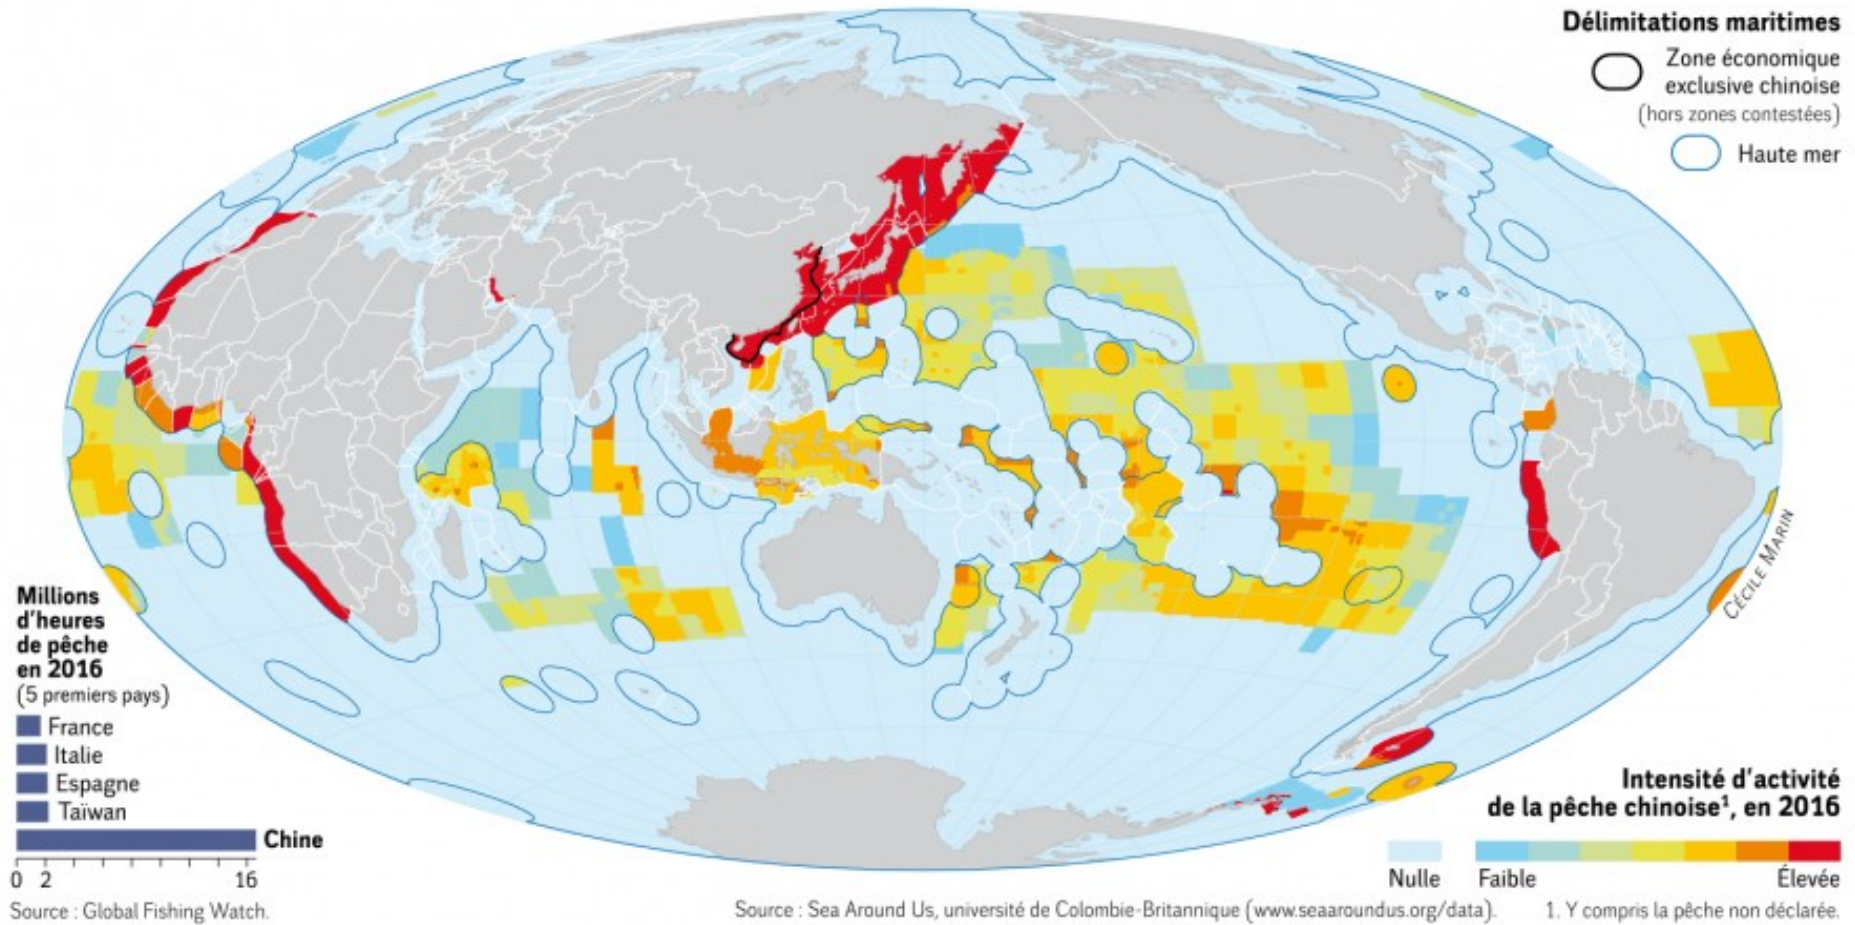 Délimitations maritimes
Zone économique
exclusive chinoise
(hors zones contestées)
Haute mer
CÉCILE MARIN
Millions
d'heures
de pêche
en 2016
(5 premiers pays)
France
Italie
Espagne
Taïwan
Chine
0 2 16
Source : Global Fishing Watch.
Intensité d'activité
de la pêche chinoise¹, en 2016
Nulle Faible Élevée
Source : Sea Around Us, université de Colombie-Britannique (www.seaaroundus.org/data).
1. Y compris la pêche non déclarée.